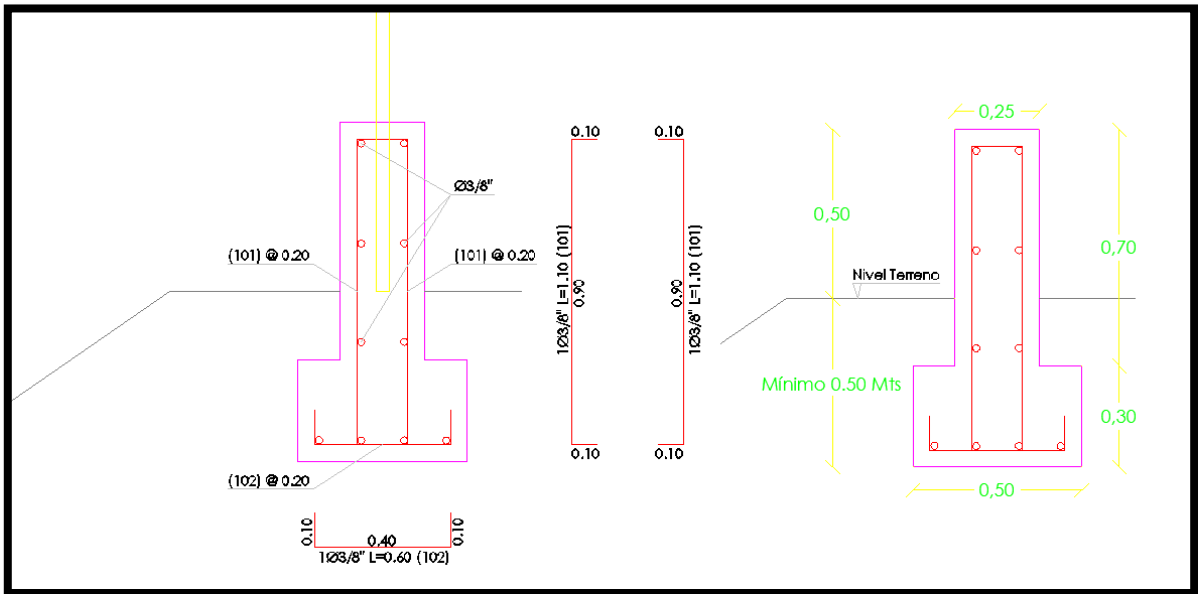 Ø3/8"
(101) @ 0.20
(101) @ 0.20
(102) @ 0.20
0.10
0,40
0.10
1Ø3/8" L=0.60 (102)
0.10
1Ø3/8" L=1.10 (101)
0.90
0.10
0.10
0.90
1Ø3/8" L=1.10 (101)
0.10
0,25
0,50
0,70
Nivel Terreno
Mínimo 0.50 Mts
0,30
0,50